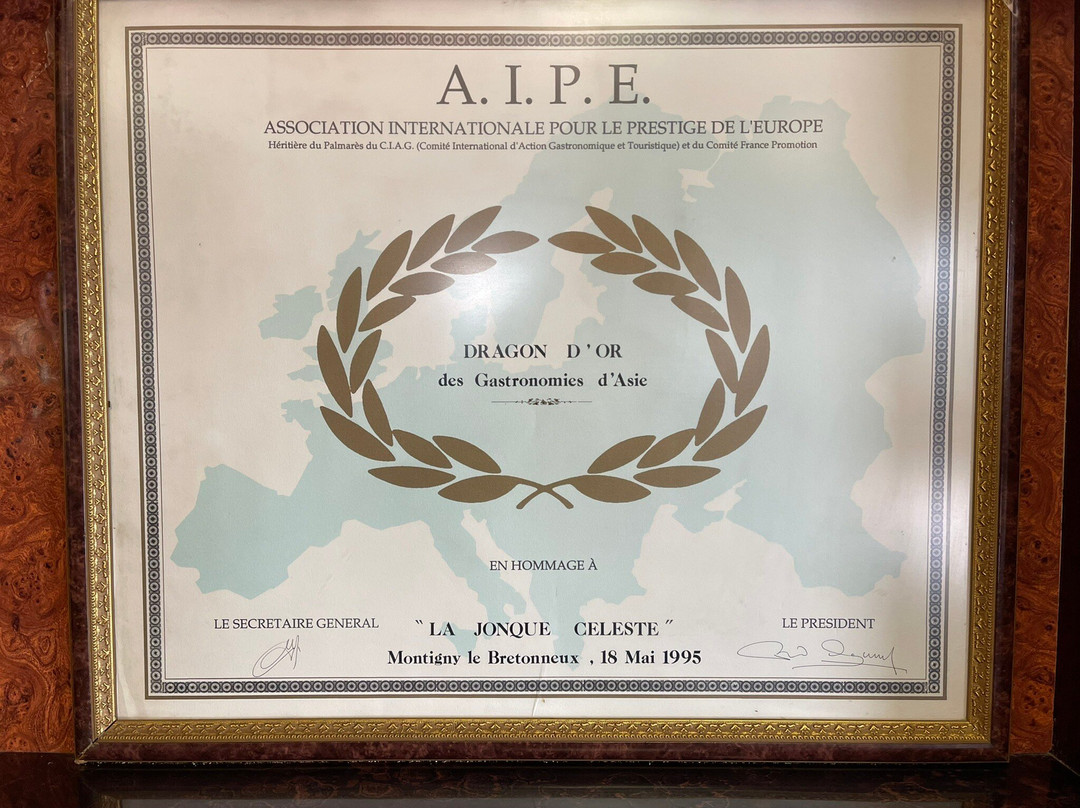 A. I. P. E.
ASSOCIATION INTERNATIONALE POUR LE PRESTIGE DE L'EUROPE
Héritière du Palmarès du C.I.A.G. (Comité International d'Action Gastronomique et Touristique) et du Comité France Promotion
DRAGON D'OR
des Gastronomies d'Asie
EN HOMMAGE À
LE SECRETAIRE GENERAL
"LA JONQUE CELESTE"
LE PRESIDENT
Montigny le Bretonneux , 18 Mai 1995